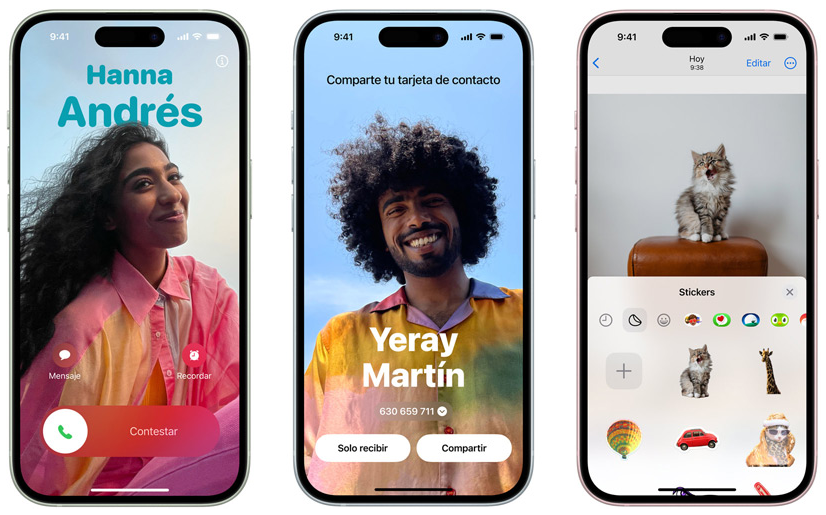 9:41
Hanna
Andrés
Mensaje
Recordar
Contestar
9:41
Comparte tu tarjeta de contacto
Yeray
Martín
630 659 711
Solo recibir
Compartir
9:41
Hoy
9:38
Editar
Stickers